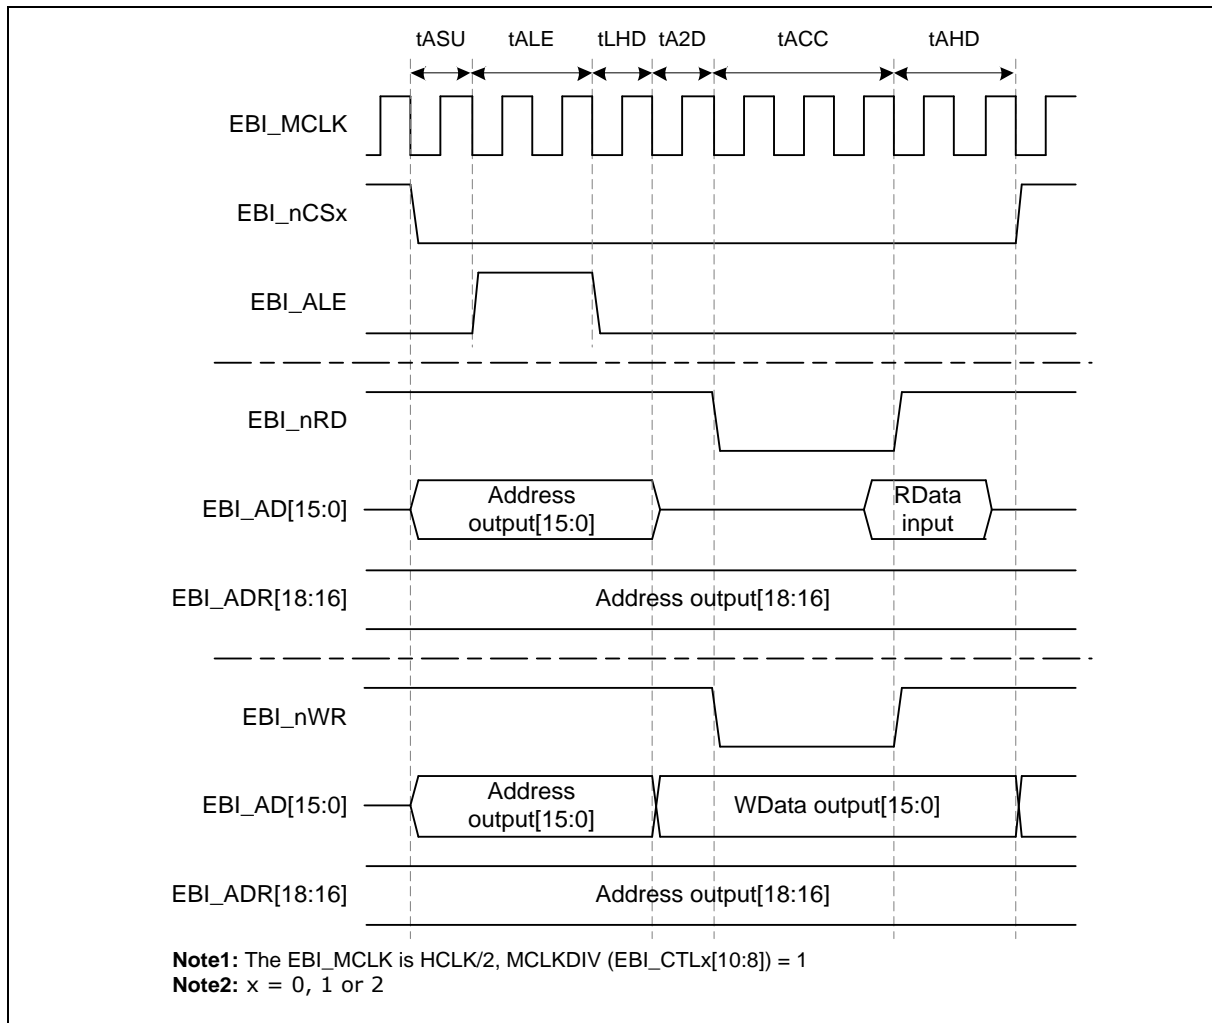 tASU tALE tLHD tA2D tACC tAHD
EBI_MCLK
EBI_nCSx
EBI_ALE
EBI_nRD
EBI_AD[15:0]
Address
output[15:0]
RData
input
EBI_ADR[18:16]
Address output[18:16]
EBI_nWR
EBI_AD[15:0]
Address
output[15:0]
WData output[15:0]
EBI_ADR[18:16]
Address output[18:16]
Note1: The EBI_MCLK is HCLK/2, MCLKDIV (EBI_CTLx[10:8]) = 1
Note2: x = 0, 1 or 2